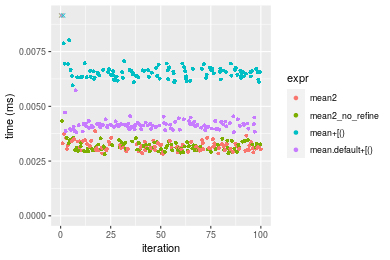 time (ms)
0.0075
0.0050
0.0025
0.0000
0
25
50
75
100
iteration
expr
mean2
mean2_no_refine
mean+[()
mean.default+[()